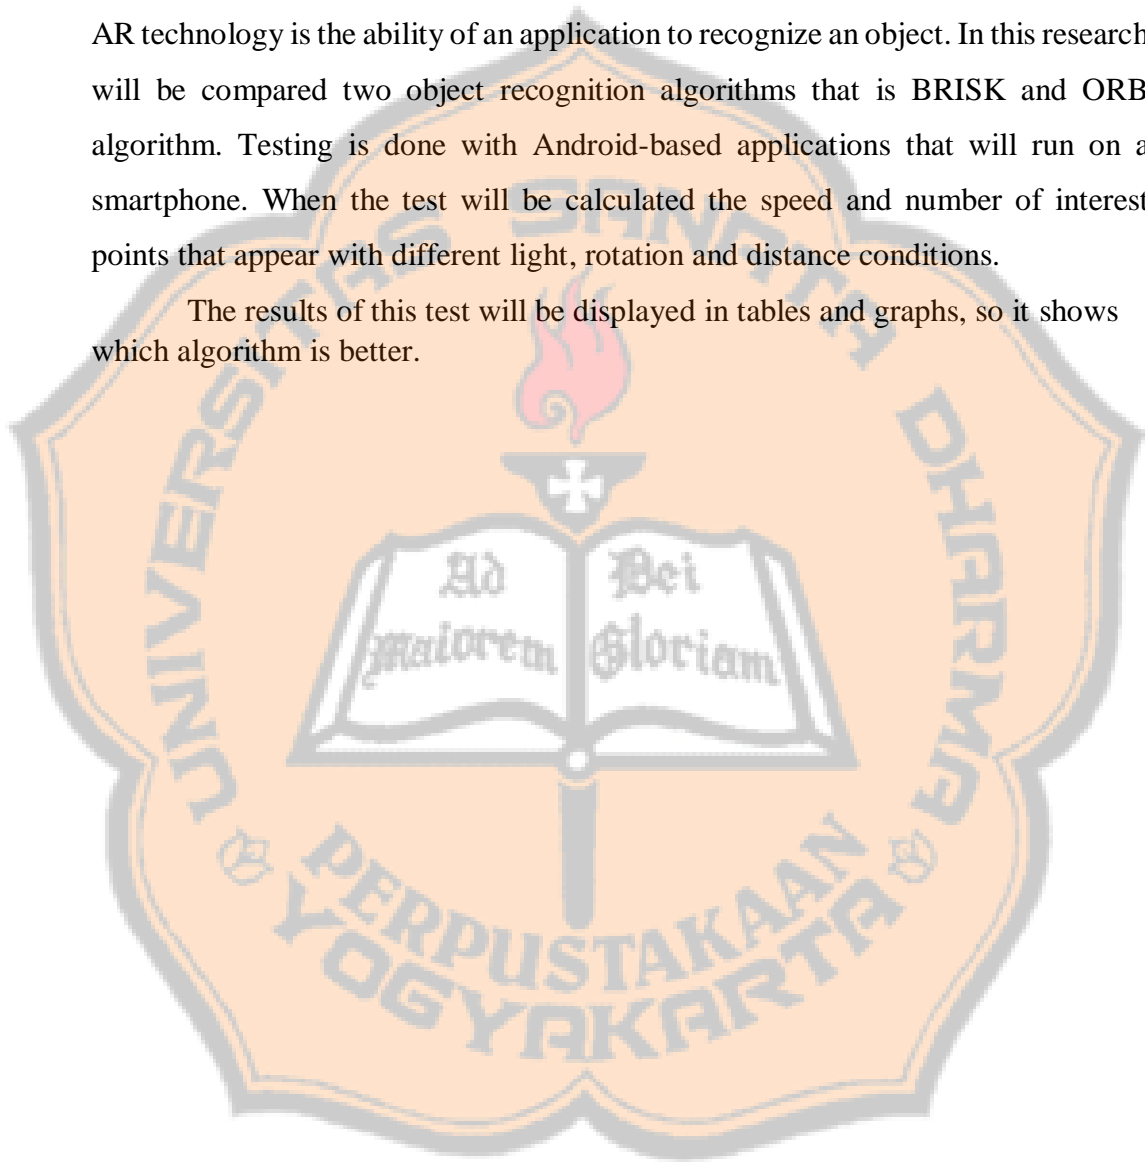 AR technology is the ability of an application to recognize an object. In this research
will be compared two object recognition algorithms that is BRISK and ORB
algorithm. Testing is done with Android-based applications that will run on a
smartphone. When the test will be calculated the speed and number of interest
points that appear with different light, rotation and distance conditions.
The results of this test will be displayed in tables and graphs, so it shows
which algorithm is better.
UNIVERSITAS SANATA DHARMA
Ad Dei
maiorem Gloriam
PERPUSTAKAAN
YOGYAKARTA